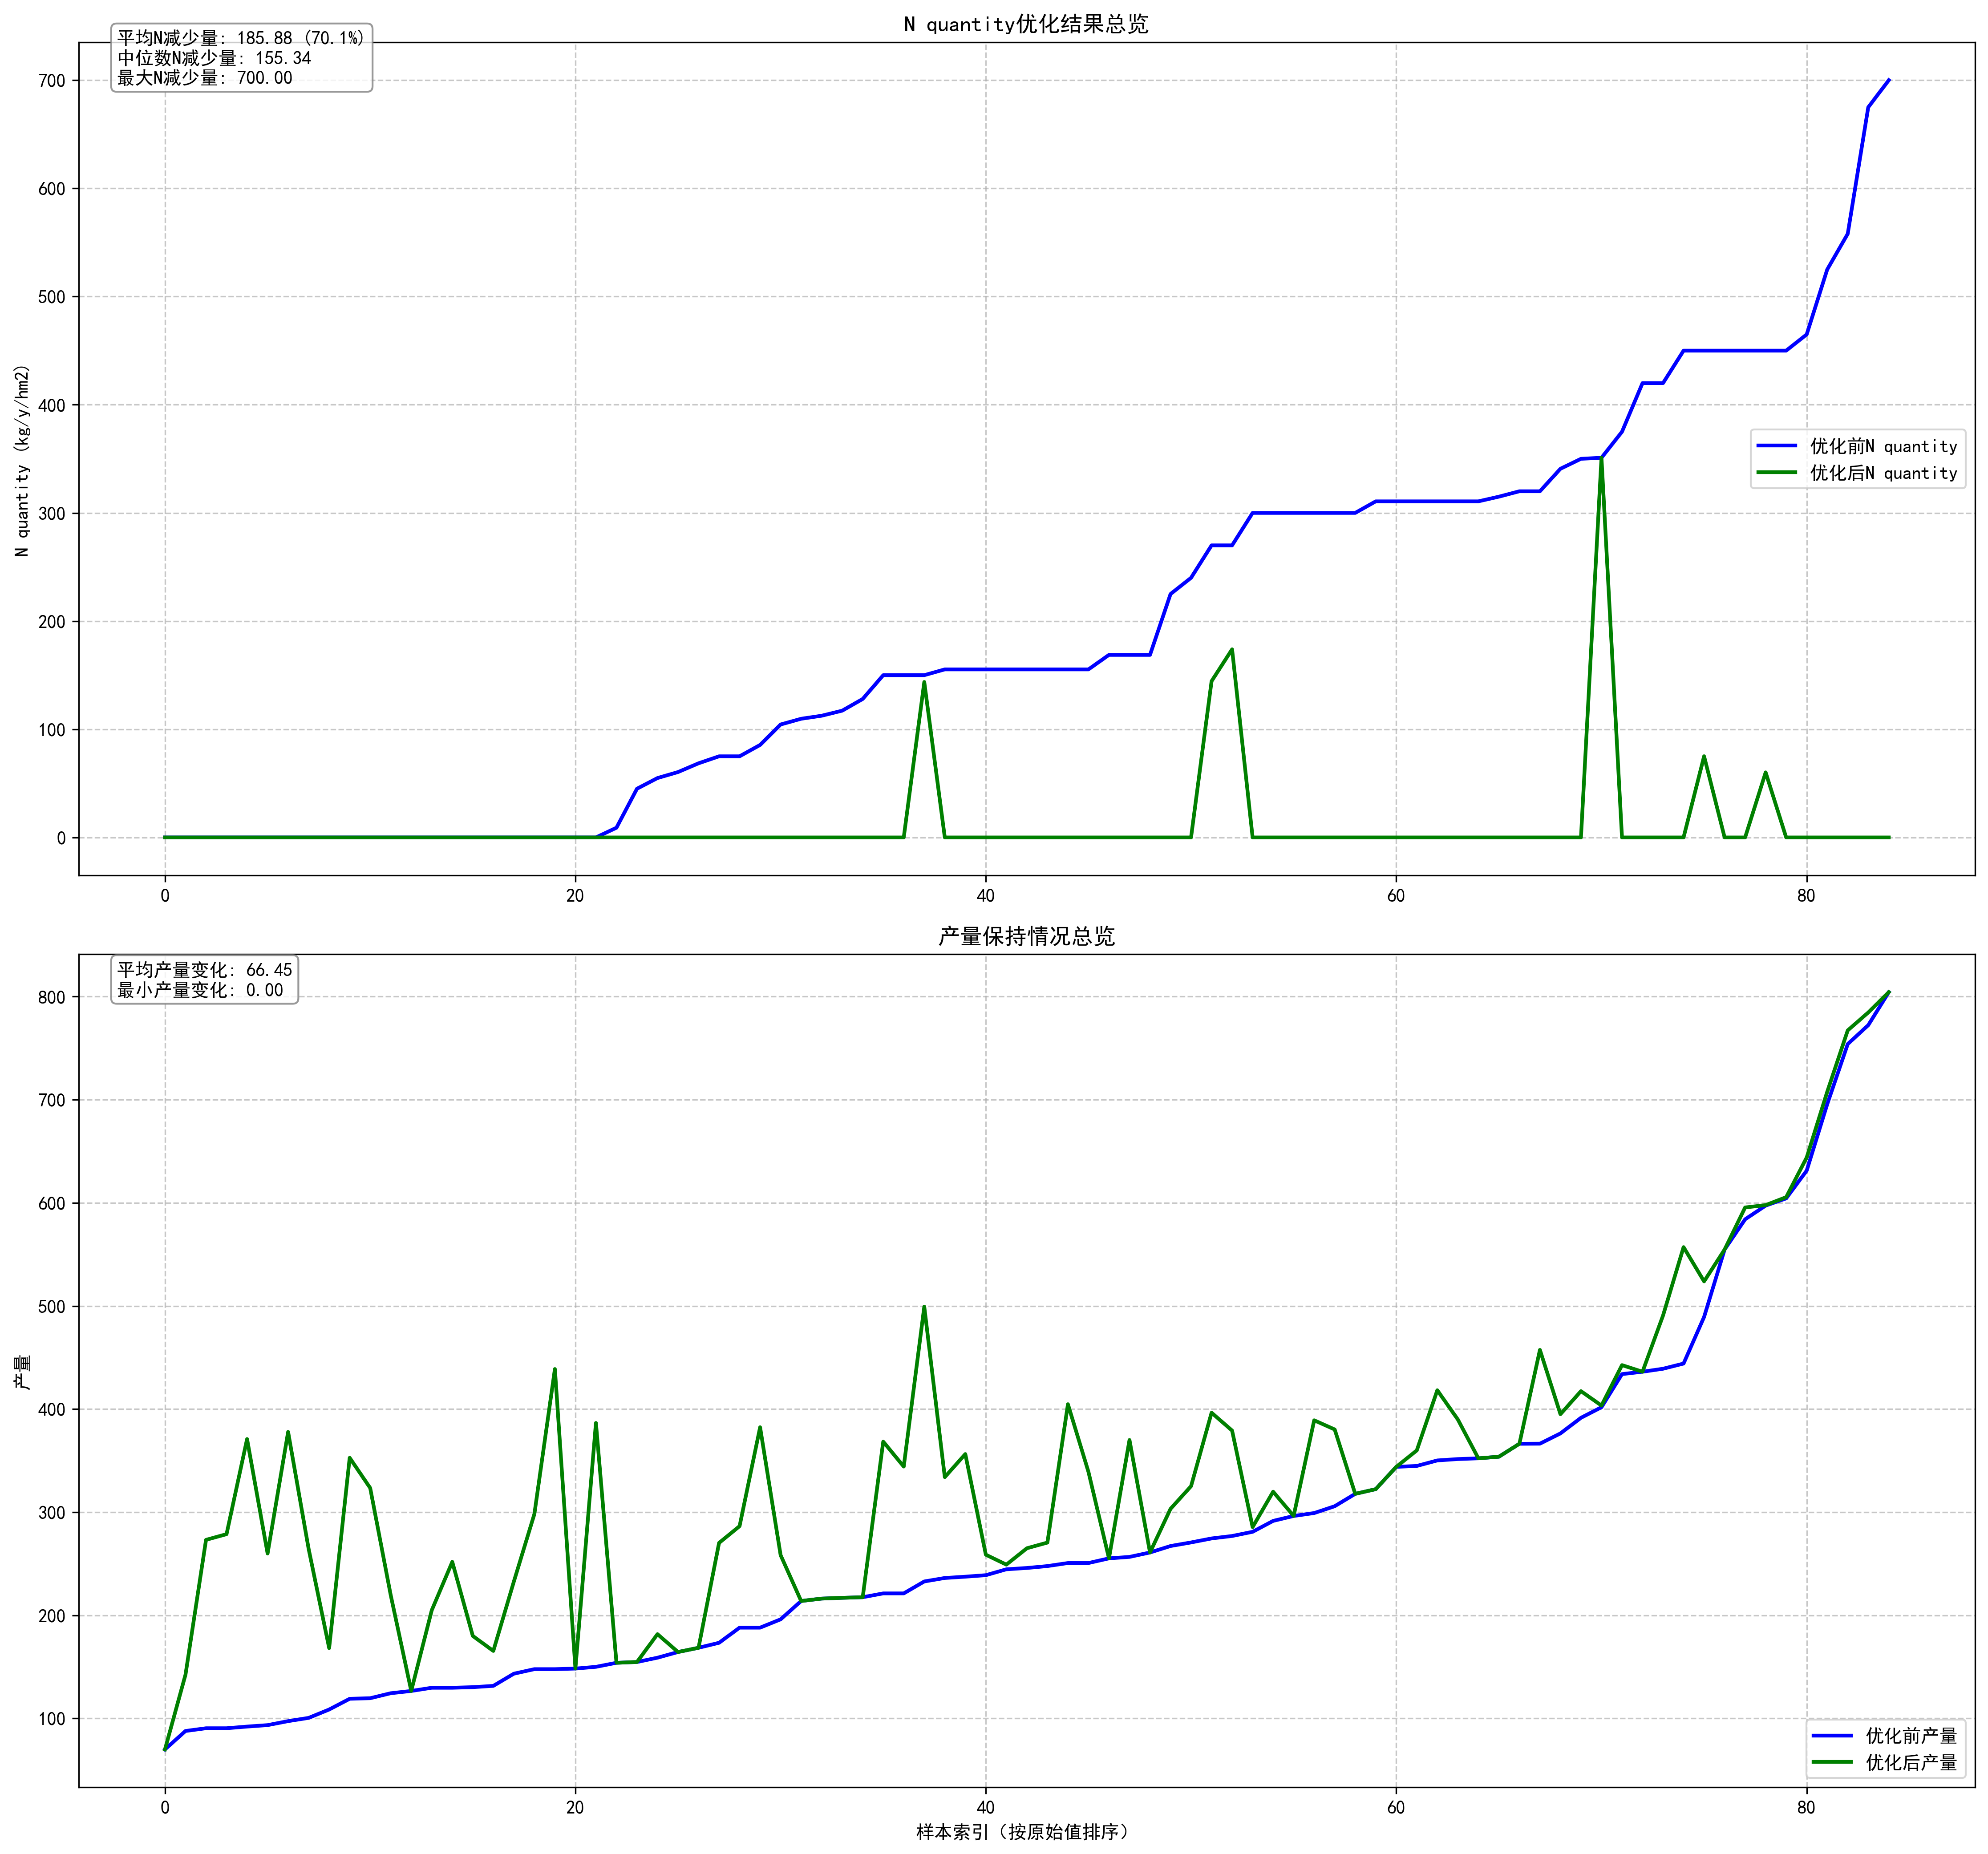 N quantity优化结果总览
平均N减少量: 185.88 (70.1%)
中位数N减少量: 155.34
最大N减少量: 700.00
N quantity (kg/y/hm2)
700
600
500
400
300
200
100
0
优化前N quantity
优化后N quantity
0 20 40 60 80
产量保持情况总览
平均产量变化: 66.45
最小产量变化: 0.00
产量
800
700
600
500
400
300
200
100
优化前产量
优化后产量
0 20 40 60 80
样本索引（按原始值排序）